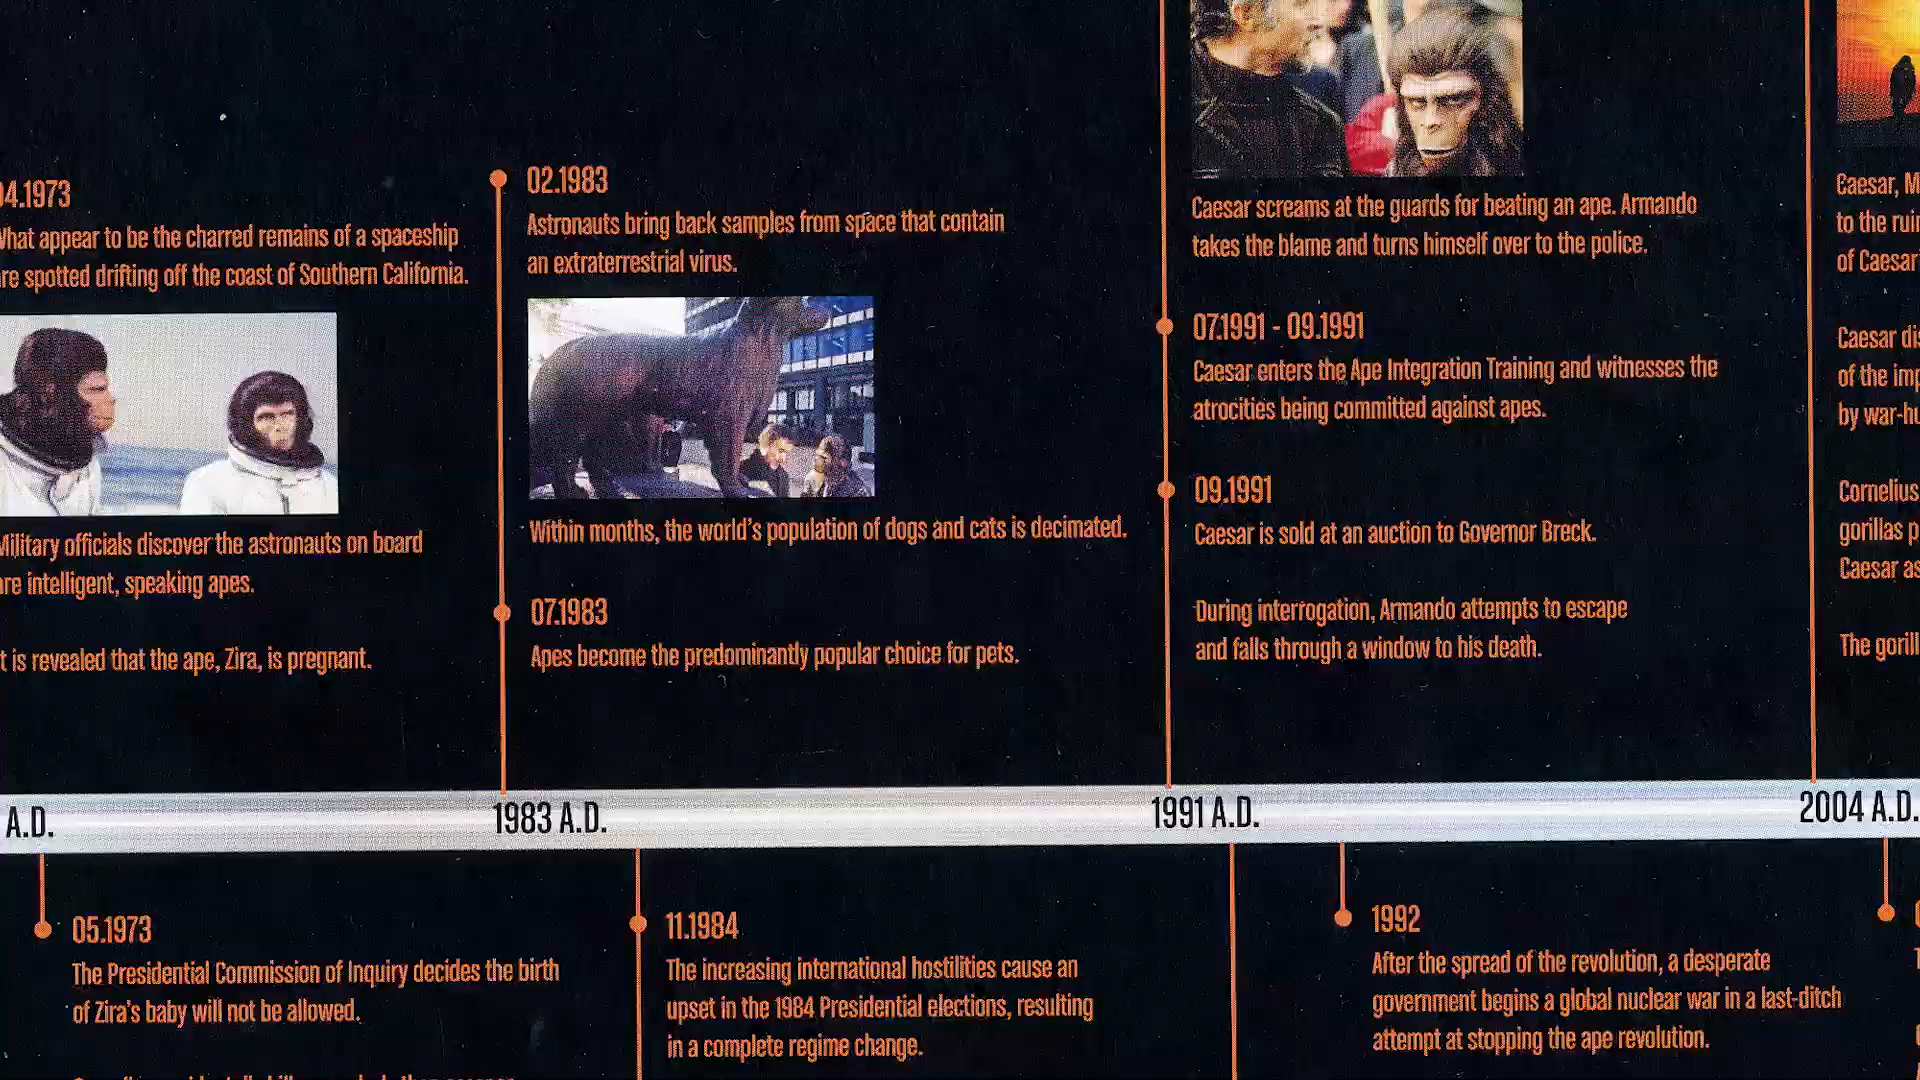 04.1973
What appear to be the charred remains of a spaceship
are spotted drifting off the coast of Southern California.
Military officials discover the astronauts on board
are intelligent, speaking apes.
It is revealed that the ape, Zira, is pregnant.
02.1983
Astronauts bring back samples from space that contain
an extraterrestrial virus.
Within months, the world's population of dogs and cats is decimated.
07.1983
Apes become the predominantly popular choice for pets.
Caesar screams at the guards for beating an ape. Armando
takes the blame and turns himself over to the police.
07.1991 - 09.1991
Caesar enters the Ape Integration Training and witnesses the
atrocities being committed against apes.
09.1991
Caesar is sold at an auction to Governor Breck.
During interrogation, Armando attempts to escape
and falls through a window to his death.
Caesar,
to the
of Caesar
Caesar
of the
by
Cornelius
gorillas
Caesar
The
A.D.
1983 A.D.
1991 A.D.
2004 A.D.
05.1973
The Presidential Commission of Inquiry decides the birth
of Zira's baby will not be allowed.
11.1984
The increasing international hostilities cause an
upset in the 1984 Presidential elections, resulting
in a complete regime change.
1992
After the spread of the revolution, a desperate
government begins a global nuclear war in a last-ditch
attempt at stopping the ape revolution.